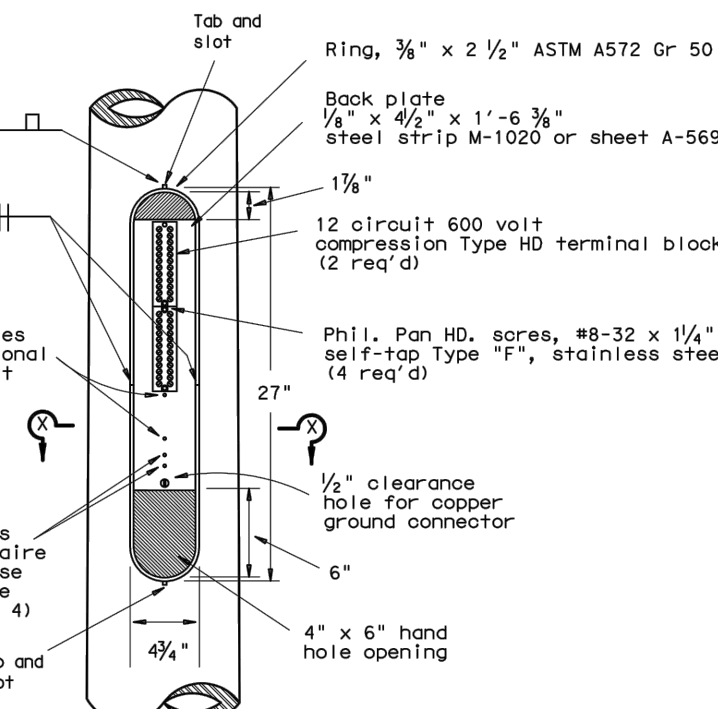 Tab and
slot
Ring, ⅜" x 2 ½" ASTM A572 Gr 50
Back plate
⅛" x 4½" x 1'-6 ⅜"
steel strip M-1020 or sheet A-569
1⅞"
12 circuit 600 volt
compression Type HD terminal block
(2 req'd)
Phil. Pan HD. scres, #8-32 x 1¼"
self-tap Type "F", stainless stee
(4 req'd)
27"
X
X
½" clearance
hole for copper
ground connector
6"
4" x 6" hand
hole opening
4¾"
and
4)